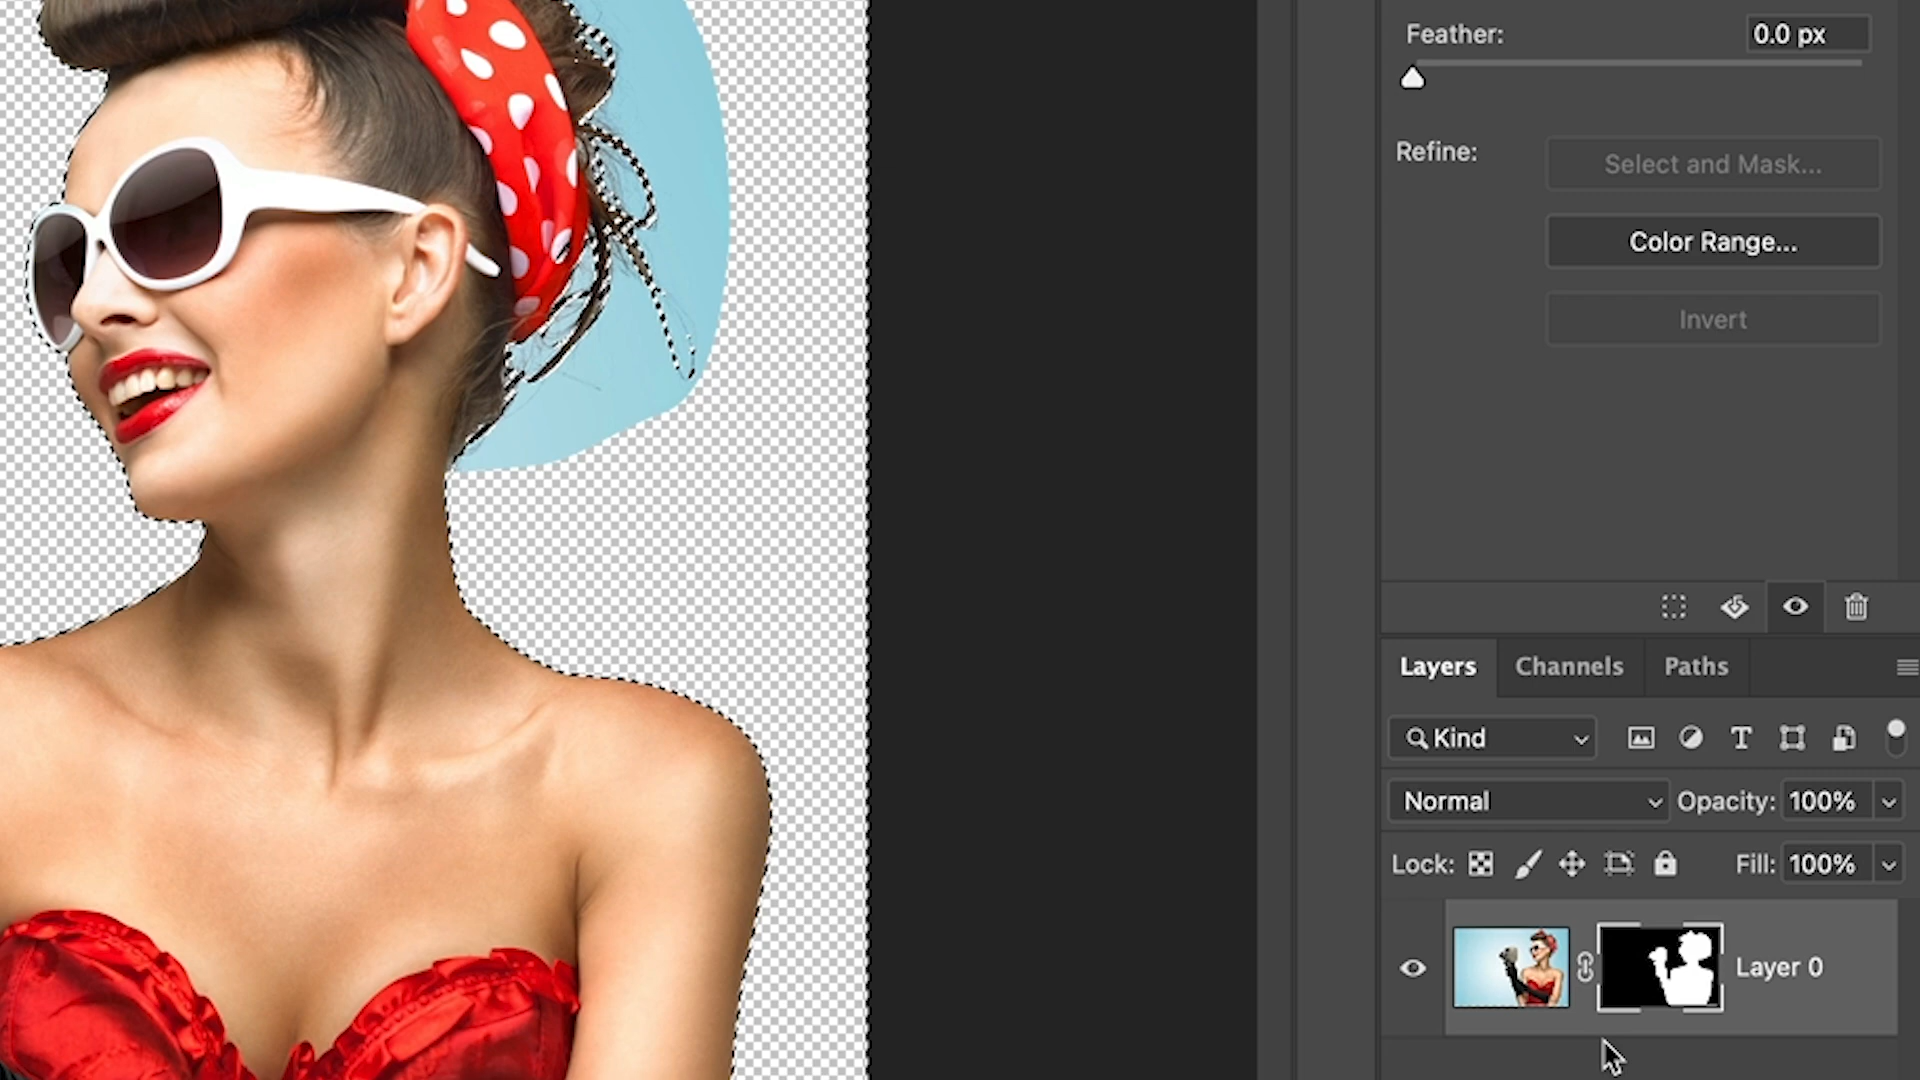 Feather: 0.0 px
Refine: Select and Mask...
Color Range...
Invert
Layers Channels Paths
Kind
Normal Opacity: 100%
Lock: Fill: 100%
Layer 0